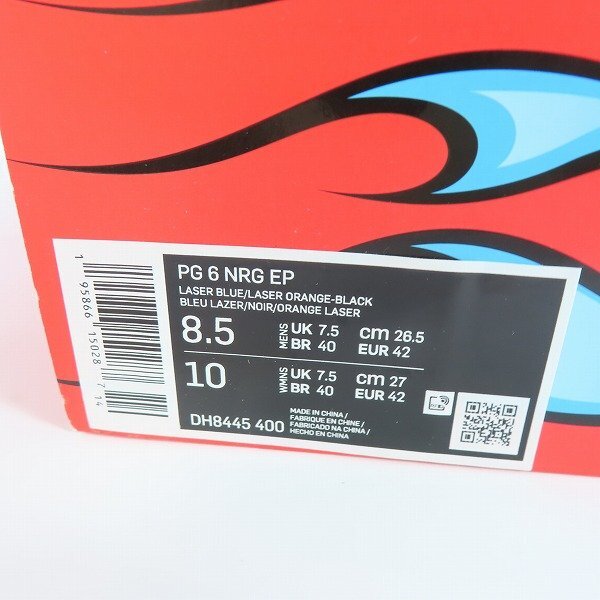 PG 6 NRG EP
LASER BLUE/LASER ORANGE-BLACK
BLEU LAZER/NOIR/ORANGE LASER
8.5 MENS UK 7.5 CM 26.5
BR 40 EUR 42
10 WMNS UK 7.5 CM 27
BR 40 EUR 42
DH8445 400
MADE IN CHINA /
FABRIQUE EN CHINE /
FABRICADO NA CHINA /
HECHO EN CHINA
1 95866 15028 7 14